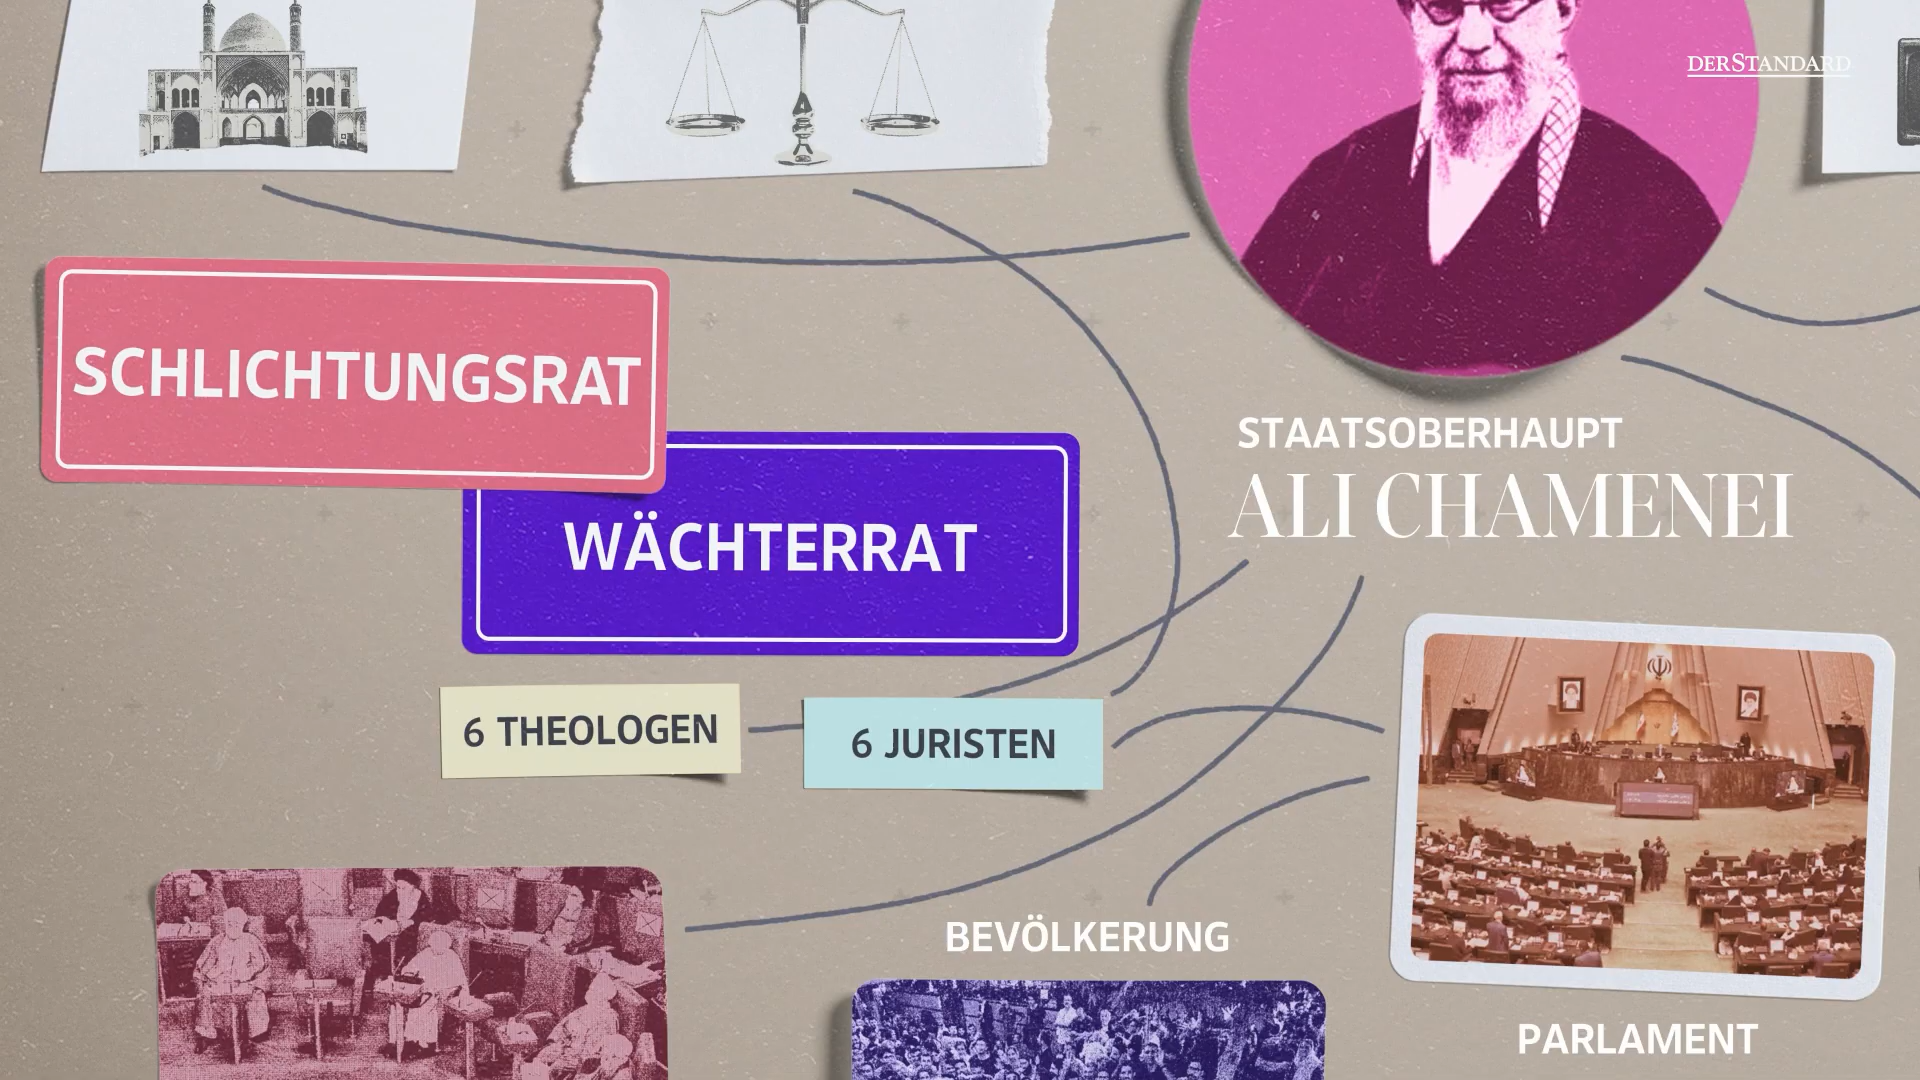 DERSTANDARD
SCHLICHTUNGSRAT
STAATSOBERHAUPT
ALI CHAMENEI
WÄCHTERRAT
6 THEOLOGEN
6 JURISTEN
BEVÖLKERUNG
PARLAMENT